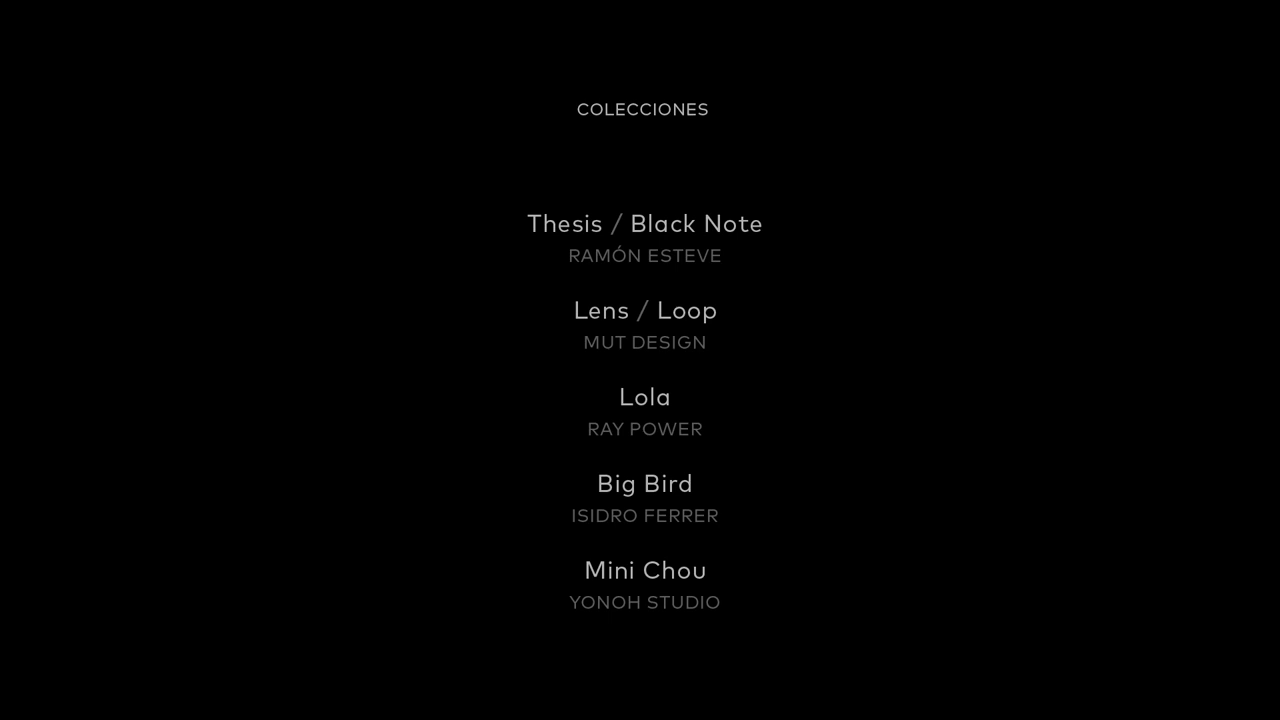 COLECCIONES
Thesis / Black Note
RAMÓN ESTEVE
Lens / Loop
MUT DESIGN
Lola
RAY POWER
Big Bird
ISIDRO FERRER
Mini Chou
YONOH STUDIO